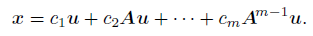 x = c₁u + c₂Au + ⋯ + cₘAᵐ⁻¹u.